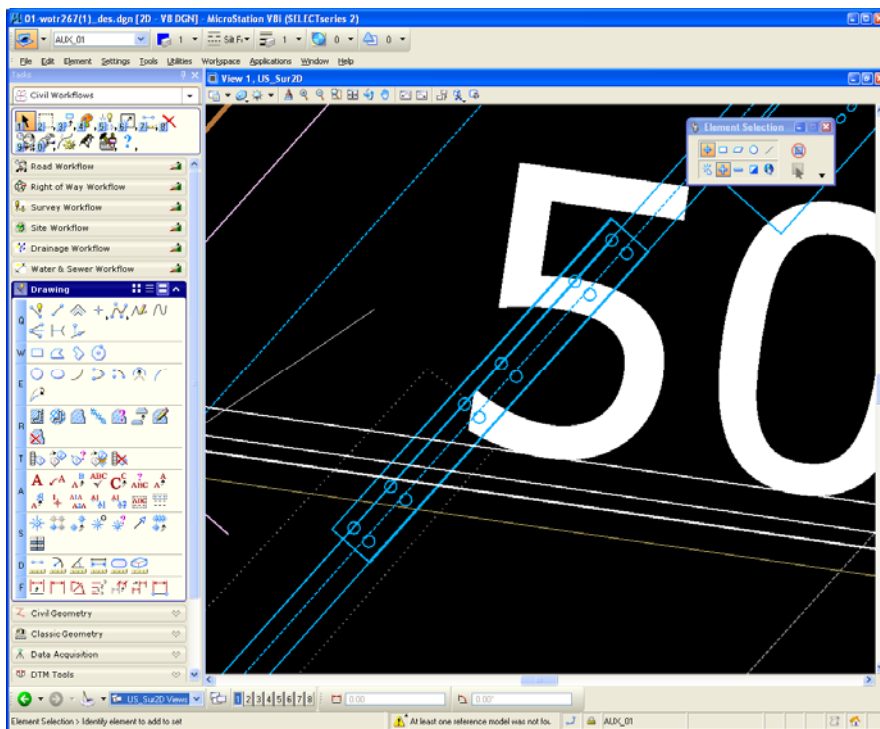 01-wotr267(1)_des.dgn [2D - V8 DGN] - MicroStation V8i (SELECTseries 2)
AUX_01 1 1 0 0
File Edit Element Settings Tools Utilities Workspace Applications Window Help
Tasks
View 1, US_Sur2D
Civil Workflows
Element Selection
Road Workflow
Right of Way Workflow
Survey Workflow
Site Workflow
Drainage Workflow
Water & Sewer Workflow
Drawing
Q
W
E
R
T
A
S
D
F
50
Civil Geometry
Classic Geometry
Data Acquisition
DTM Tools
US_Sur2D Views 1 2 3 4 5 6 7 8 0.00 0.00°
Element Selection > Identify element to add to set
At least one reference model was not fou. AUX_01